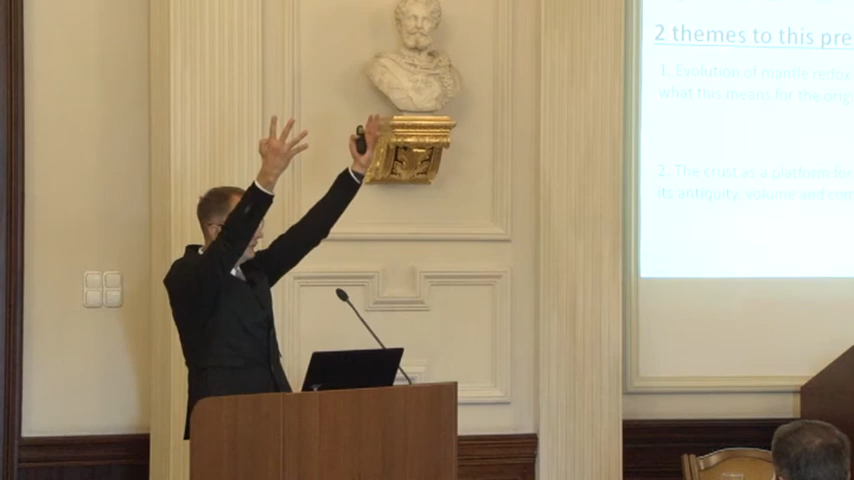 2 themes to this pre
1. Evolution of mantle redox
what this means for the orig
2. The crust as a platform for
its antiquity, volume and com